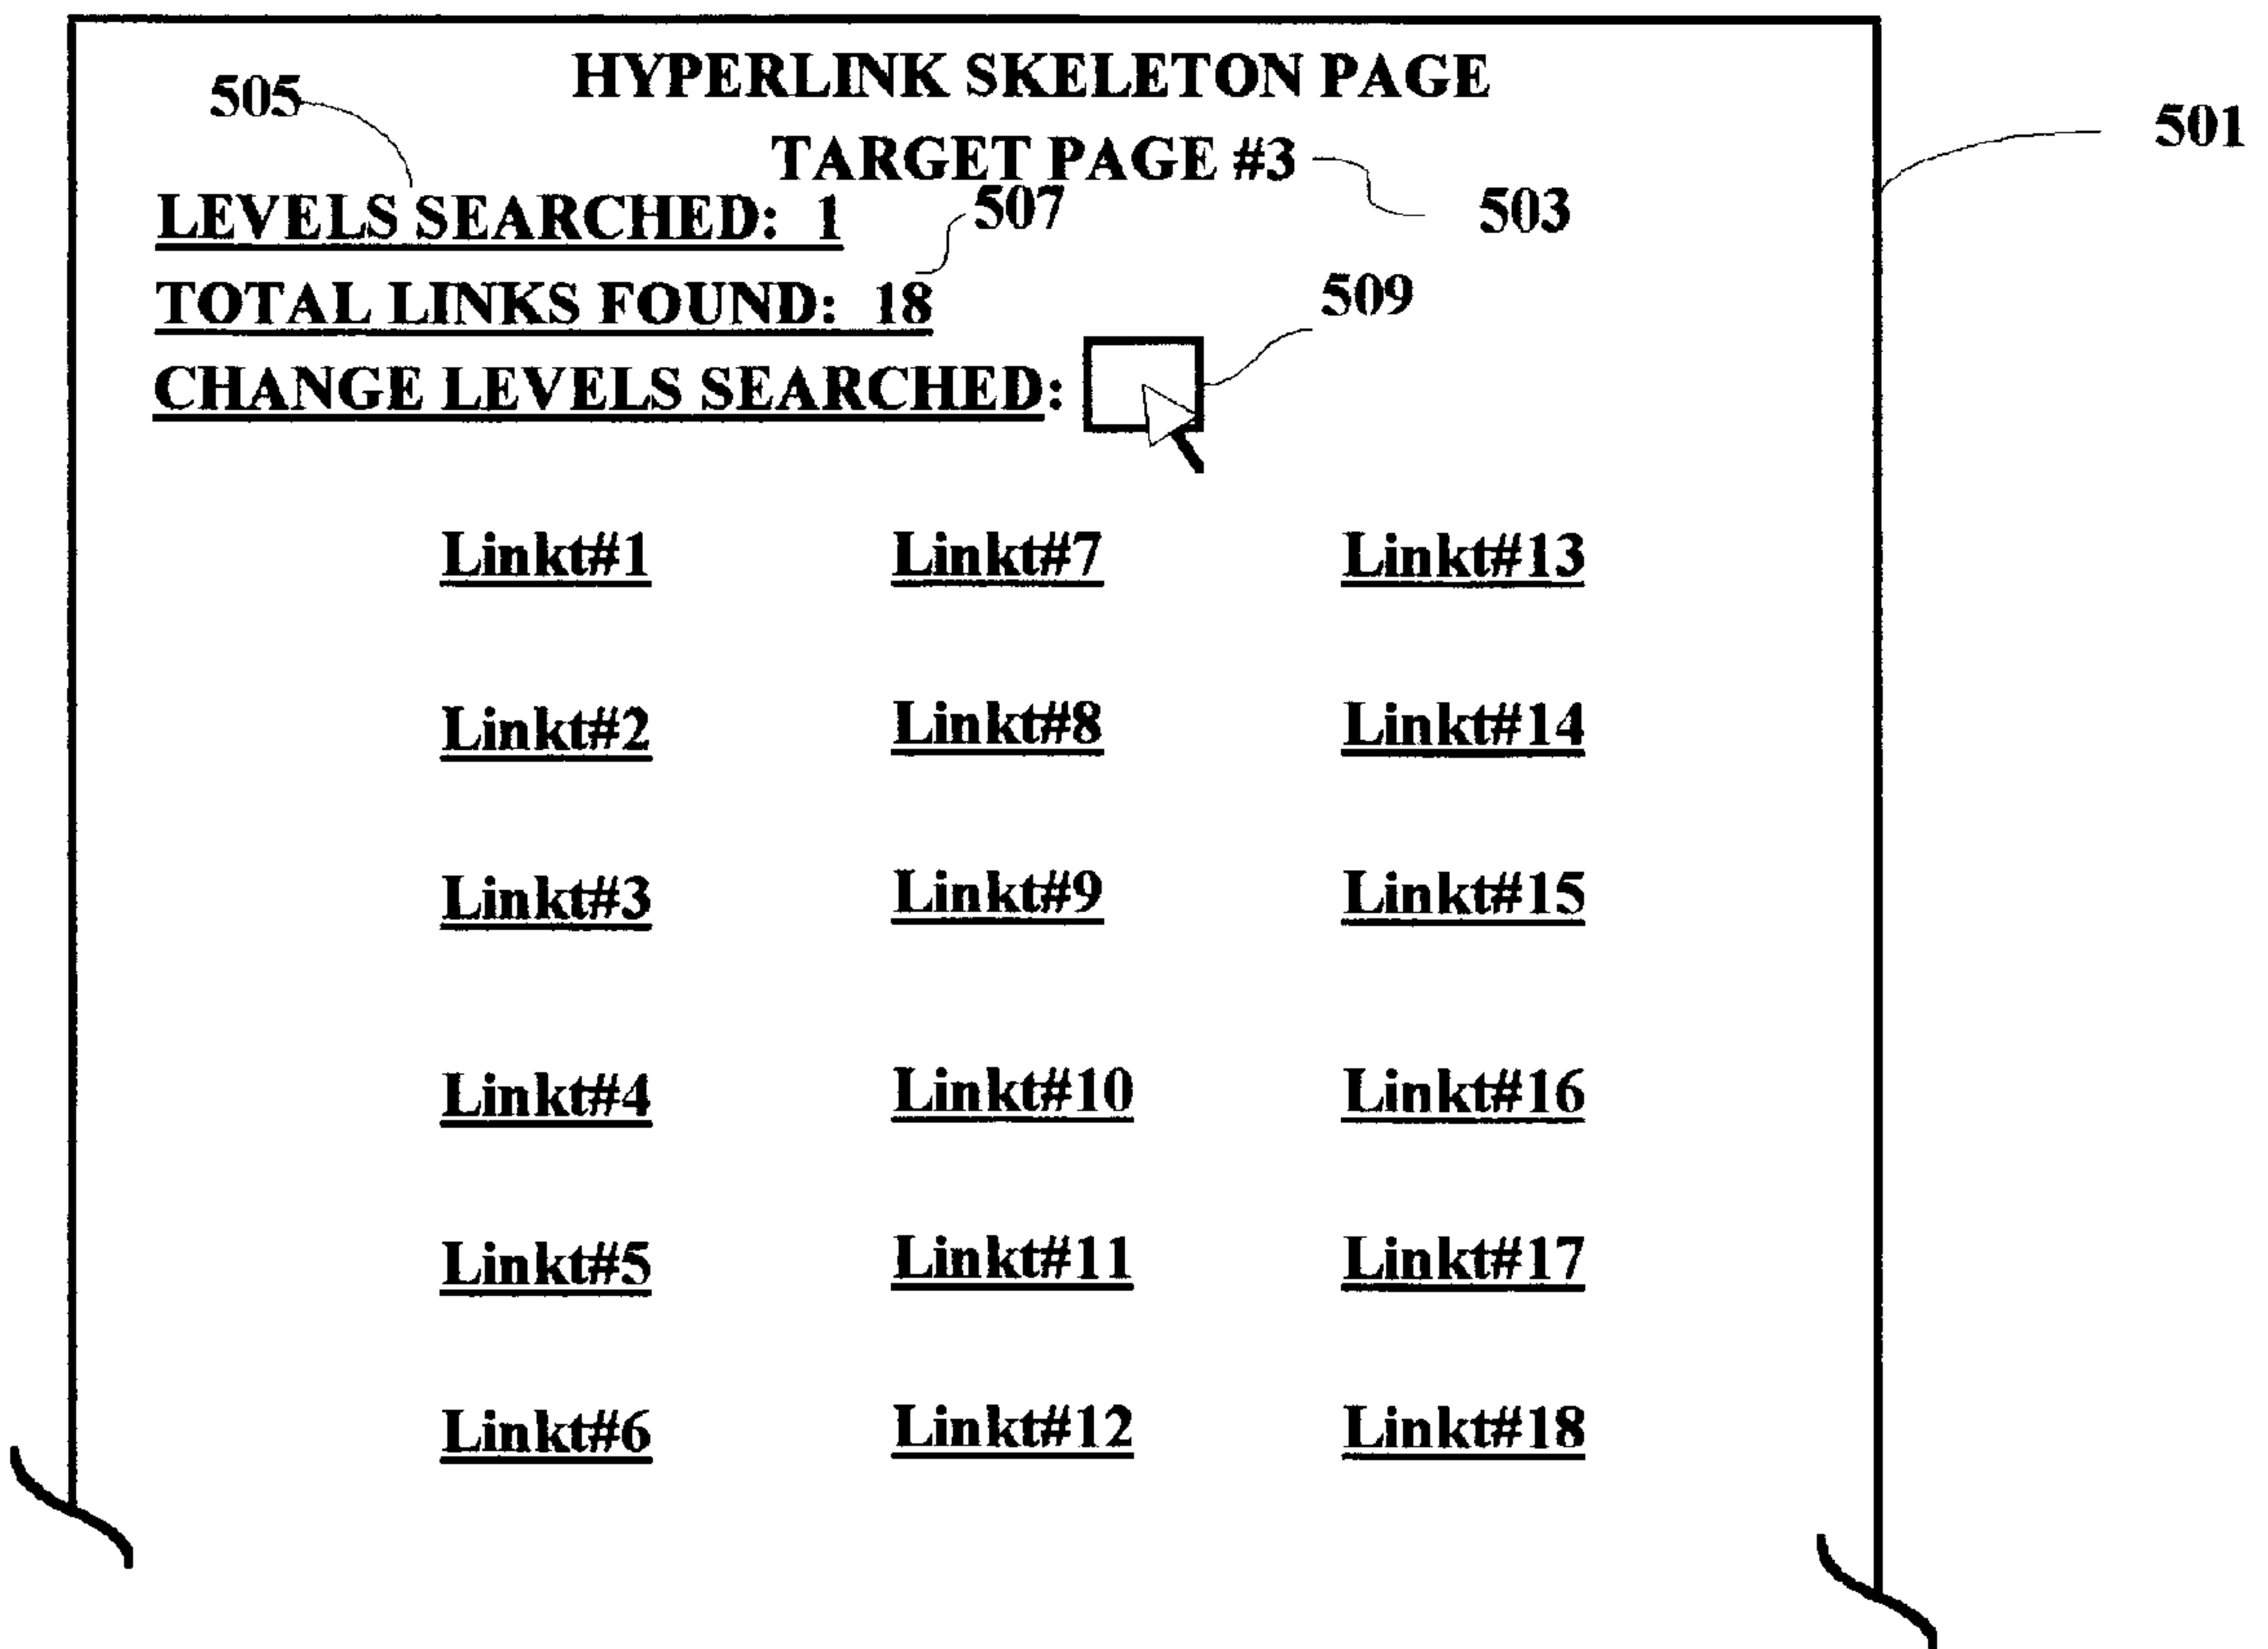 HYPERLINK SKELETON PAGE
505
TARGET PAGE #3
501
503
507
LEVELS SEARCHED: 1
TOTAL LINKS FOUND: 18
509
CHANGE LEVELS SEARCHED:
Linkt#1 Linkt#7 Linkt#13
Linkt#2 Linkt#8 Linkt#14
Linkt#3 Linkt#9 Linkt#15
Linkt#4 Linkt#10 Linkt#16
Linkt#5 Linkt#11 Linkt#17
Linkt#6 Linkt#12 Linkt#18